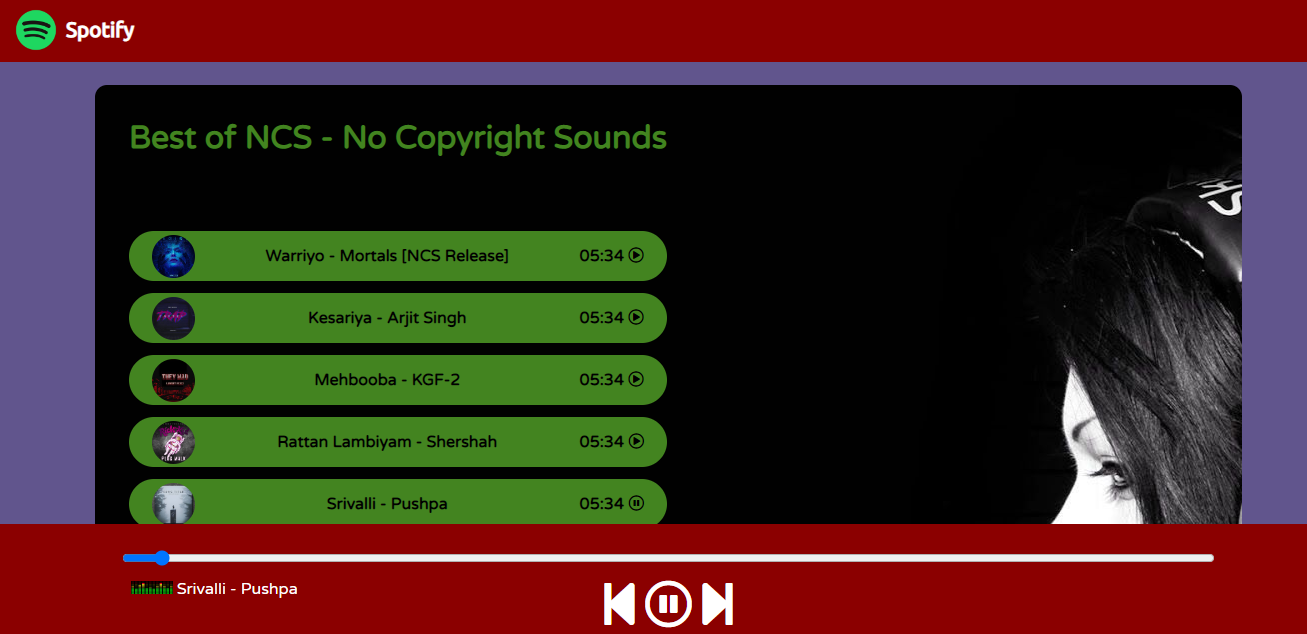 Spotify
Best of NCS - No Copyright Sounds
Warriyo - Mortals [NCS Release] 05:34
Kesariya - Arjit Singh 05:34
Mehbooba - KGF-2 05:34
Rattan Lambiyam - Shershah 05:34
Srivalli - Pushpa 05:34
Srivalli - Pushpa